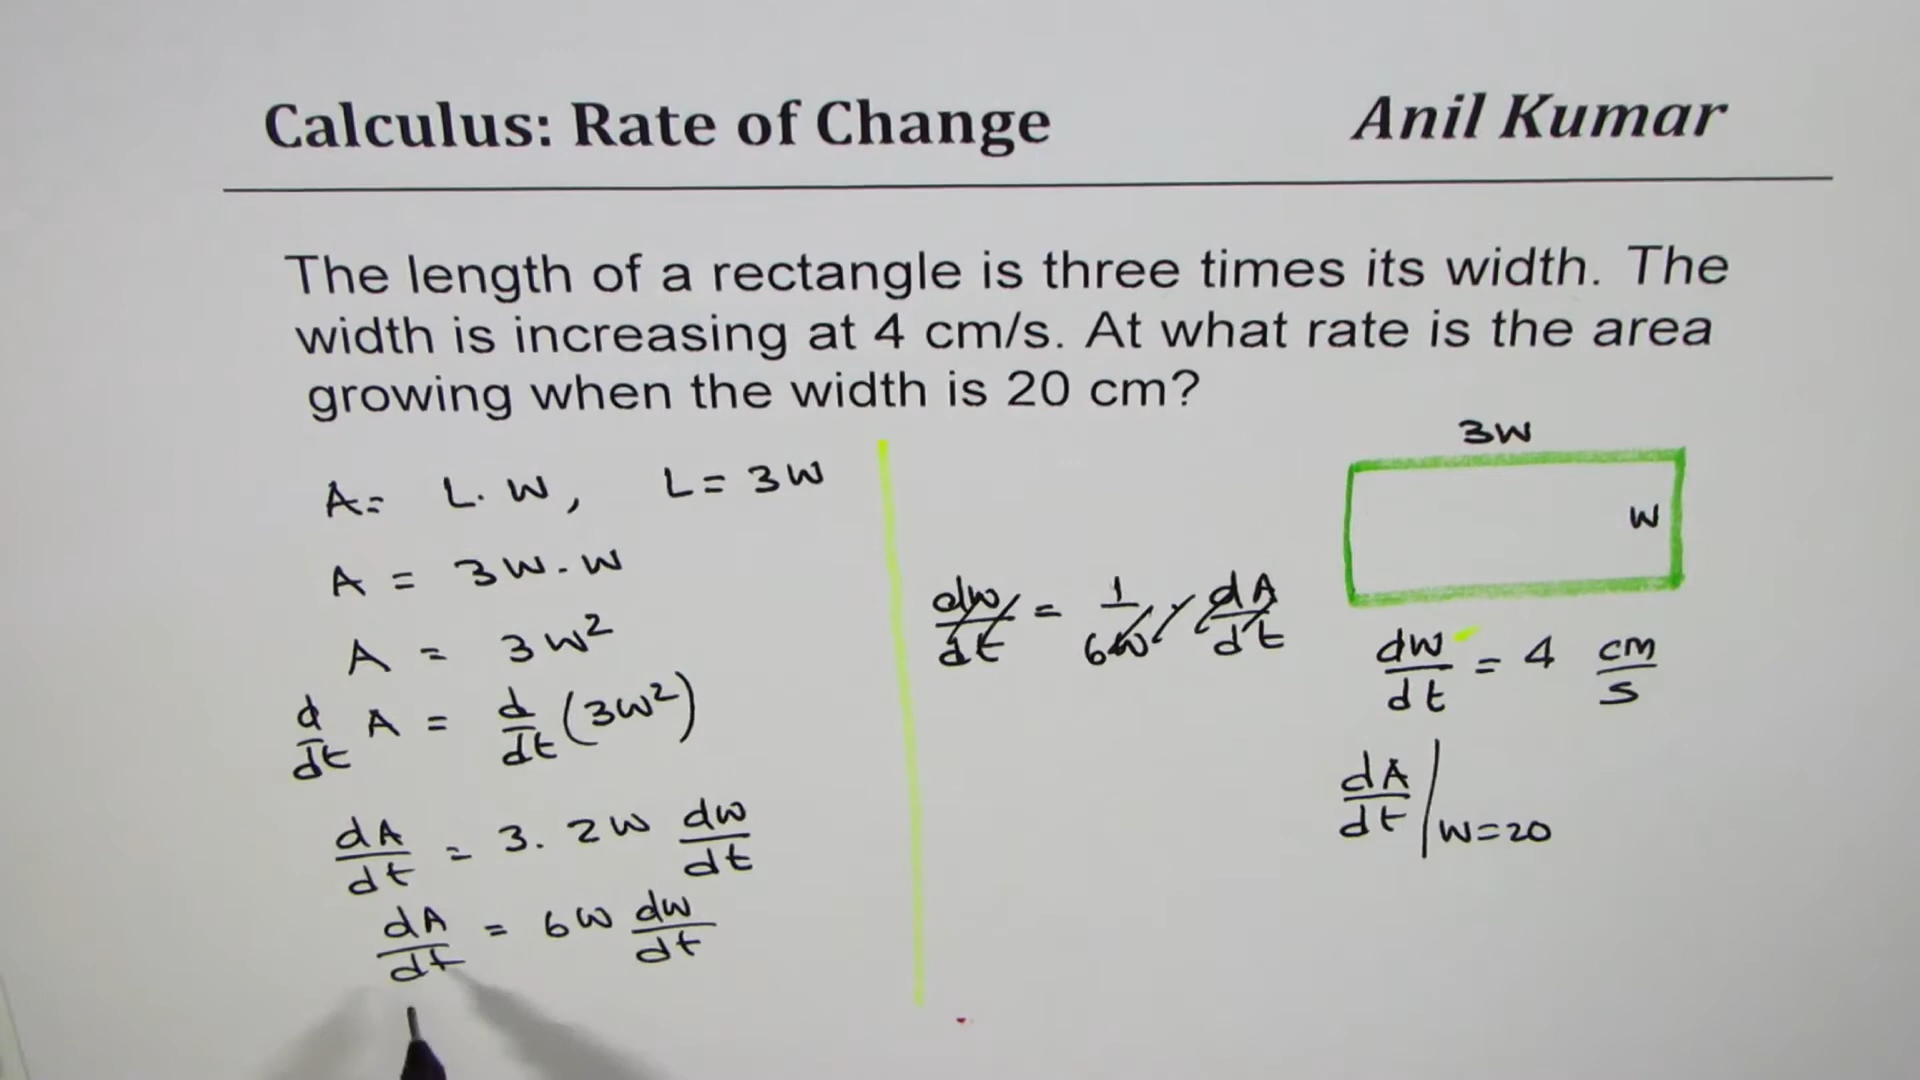 Calculus: Rate of Change
Anil Kumar
The length of a rectangle is three times its width. The
width is increasing at 4 cm/s. At what rate is the area
growing when the width is 20 cm?
A = L. W, L = 3W
A = 3W. W
A = 3W²
d/dt A = d/dt (3W²)
dA/dt = 3. 2W dW/dt
dA/dt = 6W dW/dt
dW/dt = 1/6W / dA/dt
3W
W
dW/dt = 4 cm/s
dA/dt | W=20